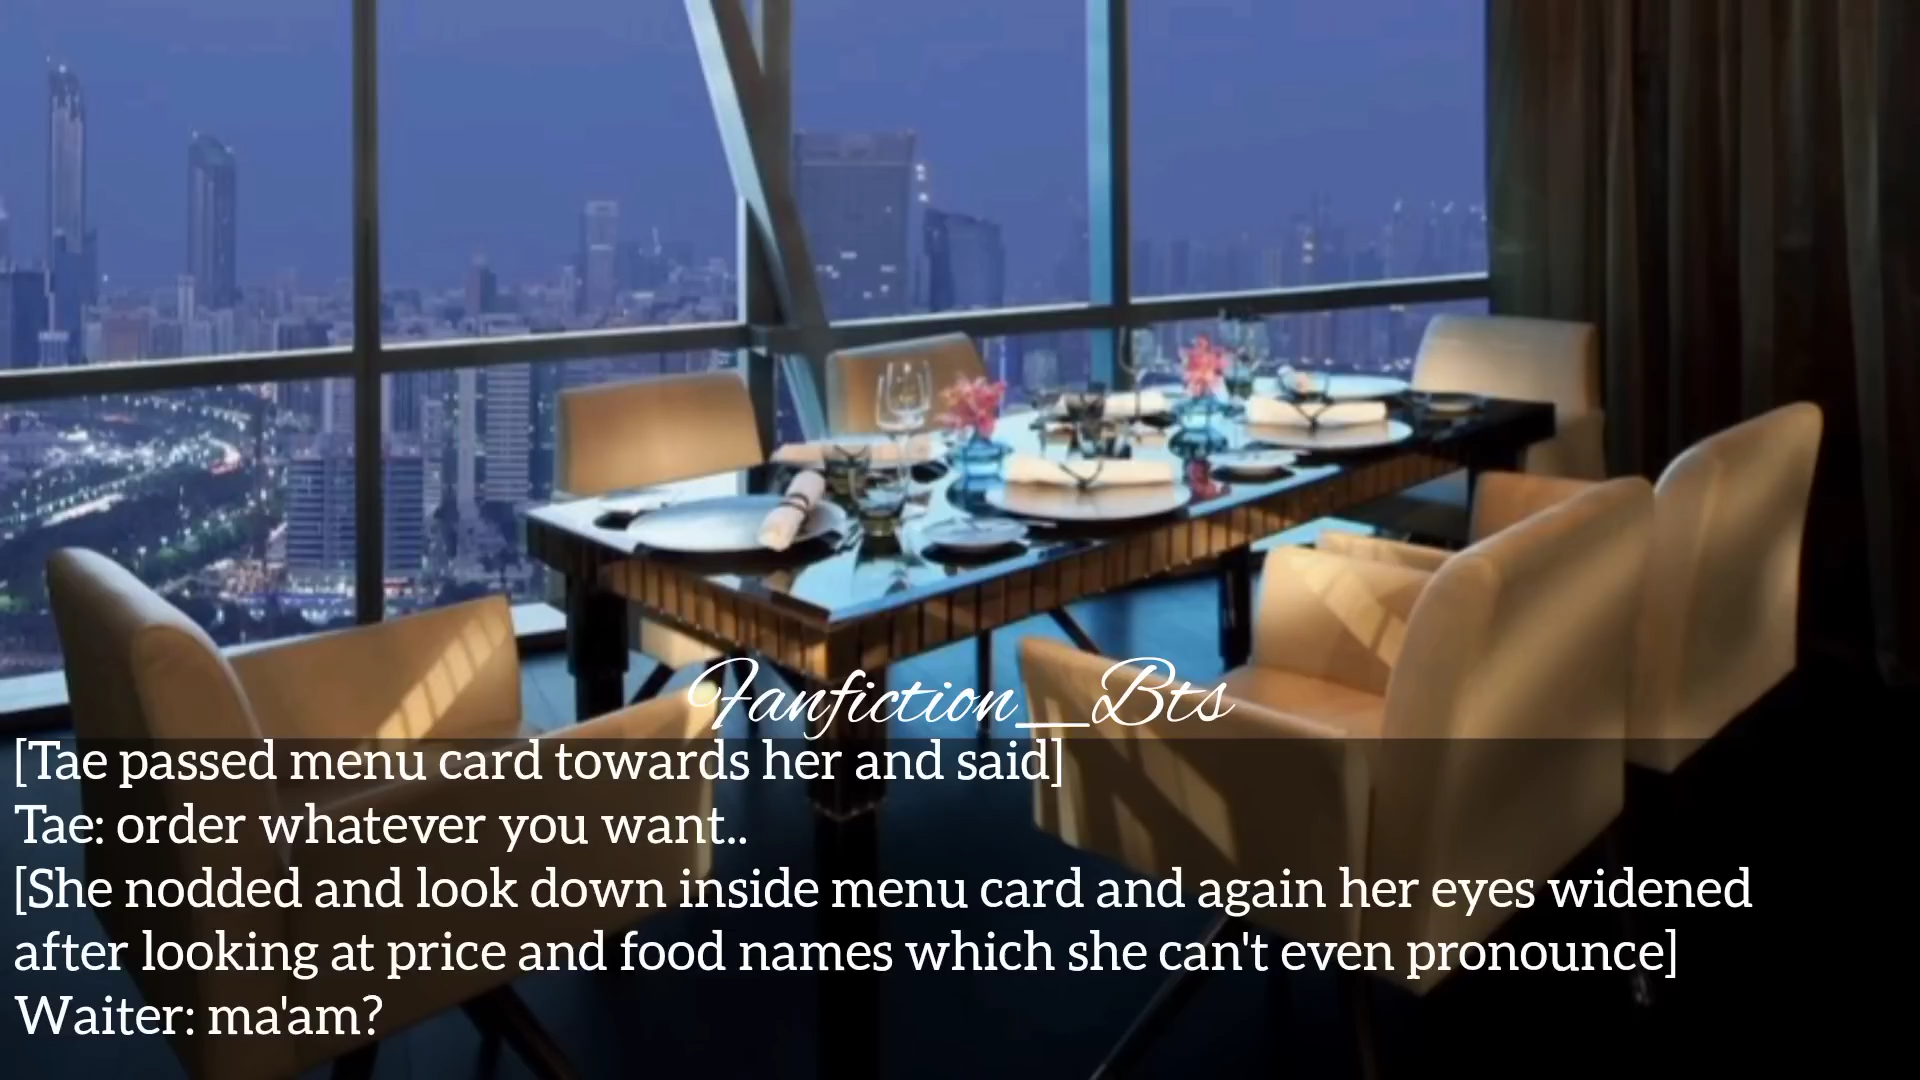 Fanfiction__Bts
[Tae passed menu card towards her and said]
Tae: order whatever you want..
[She nodded and look down inside menu card and again her eyes widened
after looking at price and food names which she can't even pronounce]
Waiter: ma'am?